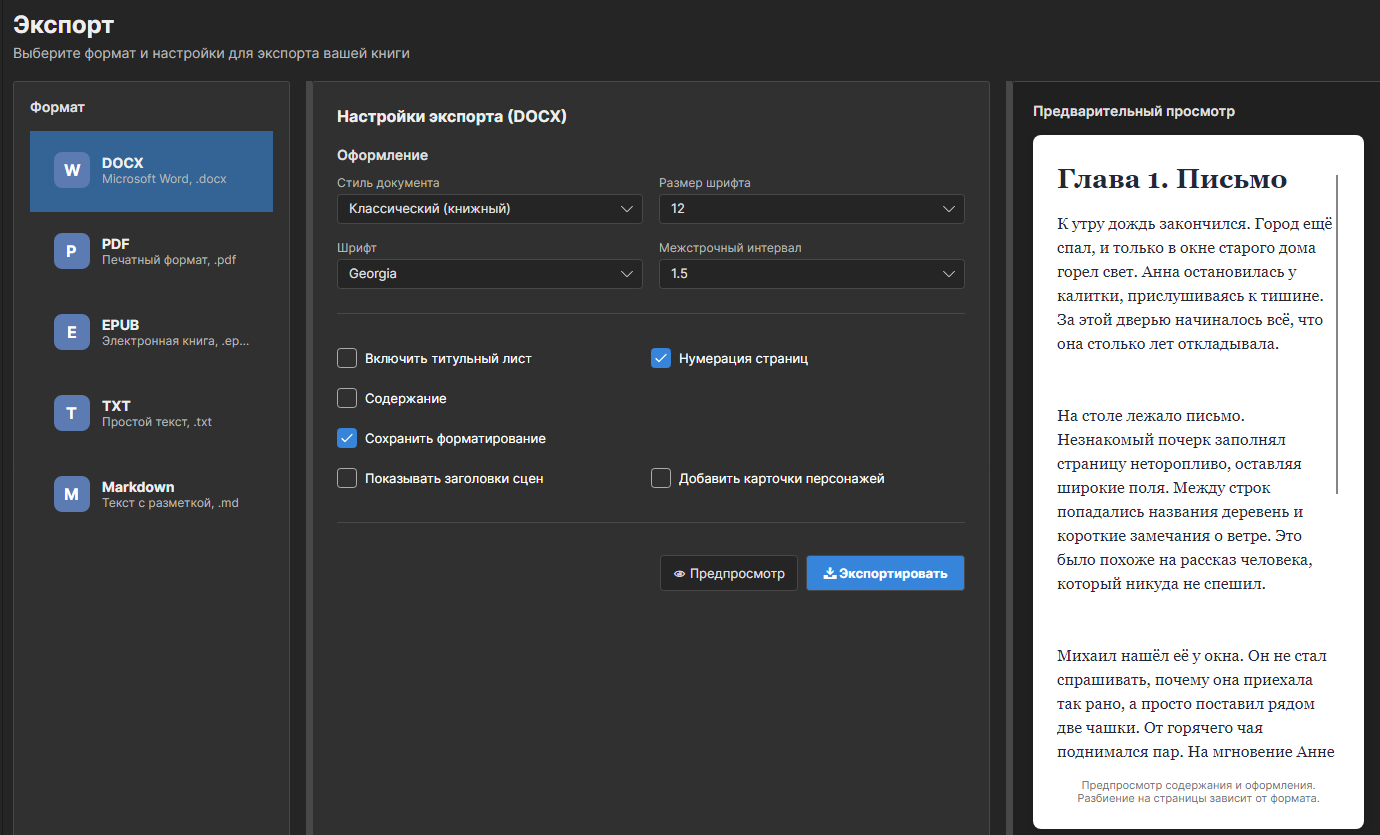 Экспорт
Выберите формат и настройки для экспорта вашей книги
Формат
W
DOCX
Microsoft Word, .docx
P
PDF
Печатный формат, .pdf
E
EPUB
Электронная книга, .ep...
T
TXT
Простой текст, .txt
M
Markdown
Текст с разметкой, .md
Настройки экспорта (DOCX)
Оформление
Стиль документа
Классический (книжный)
Размер шрифта
12
Шрифт
Georgia
Межстрочный интервал
1.5
Включить титульный лист
Нумерация страниц
Содержание
Сохранить форматирование
Показывать заголовки сцен
Добавить карточки персонажей
Предпросмотр
Экспортировать
Предварительный просмотр
Глава 1. Письмо
К утру дождь закончился. Город ещё
спал, и только в окне старого дома
горел свет. Анна остановилась у
калитки, прислушиваясь к тишине.
За этой дверью начиналось всё, что
она столько лет откладывала.
На столе лежало письмо.
Незнакомый почерк заполнял
страницу неторопливо, оставляя
широкие поля. Между строк
попадались названия деревень и
короткие замечания о ветре. Это
было похоже на рассказ человека,
который никуда не спешил.
Михаил нашёл её у окна. Он не стал
спрашивать, почему она приехала
так рано, а просто поставил рядом
две чашки. От горячего чая
поднимался пар. На мгновение Анне
Предпросмотр содержания и оформления.
Разбиение на страницы зависит от формата.